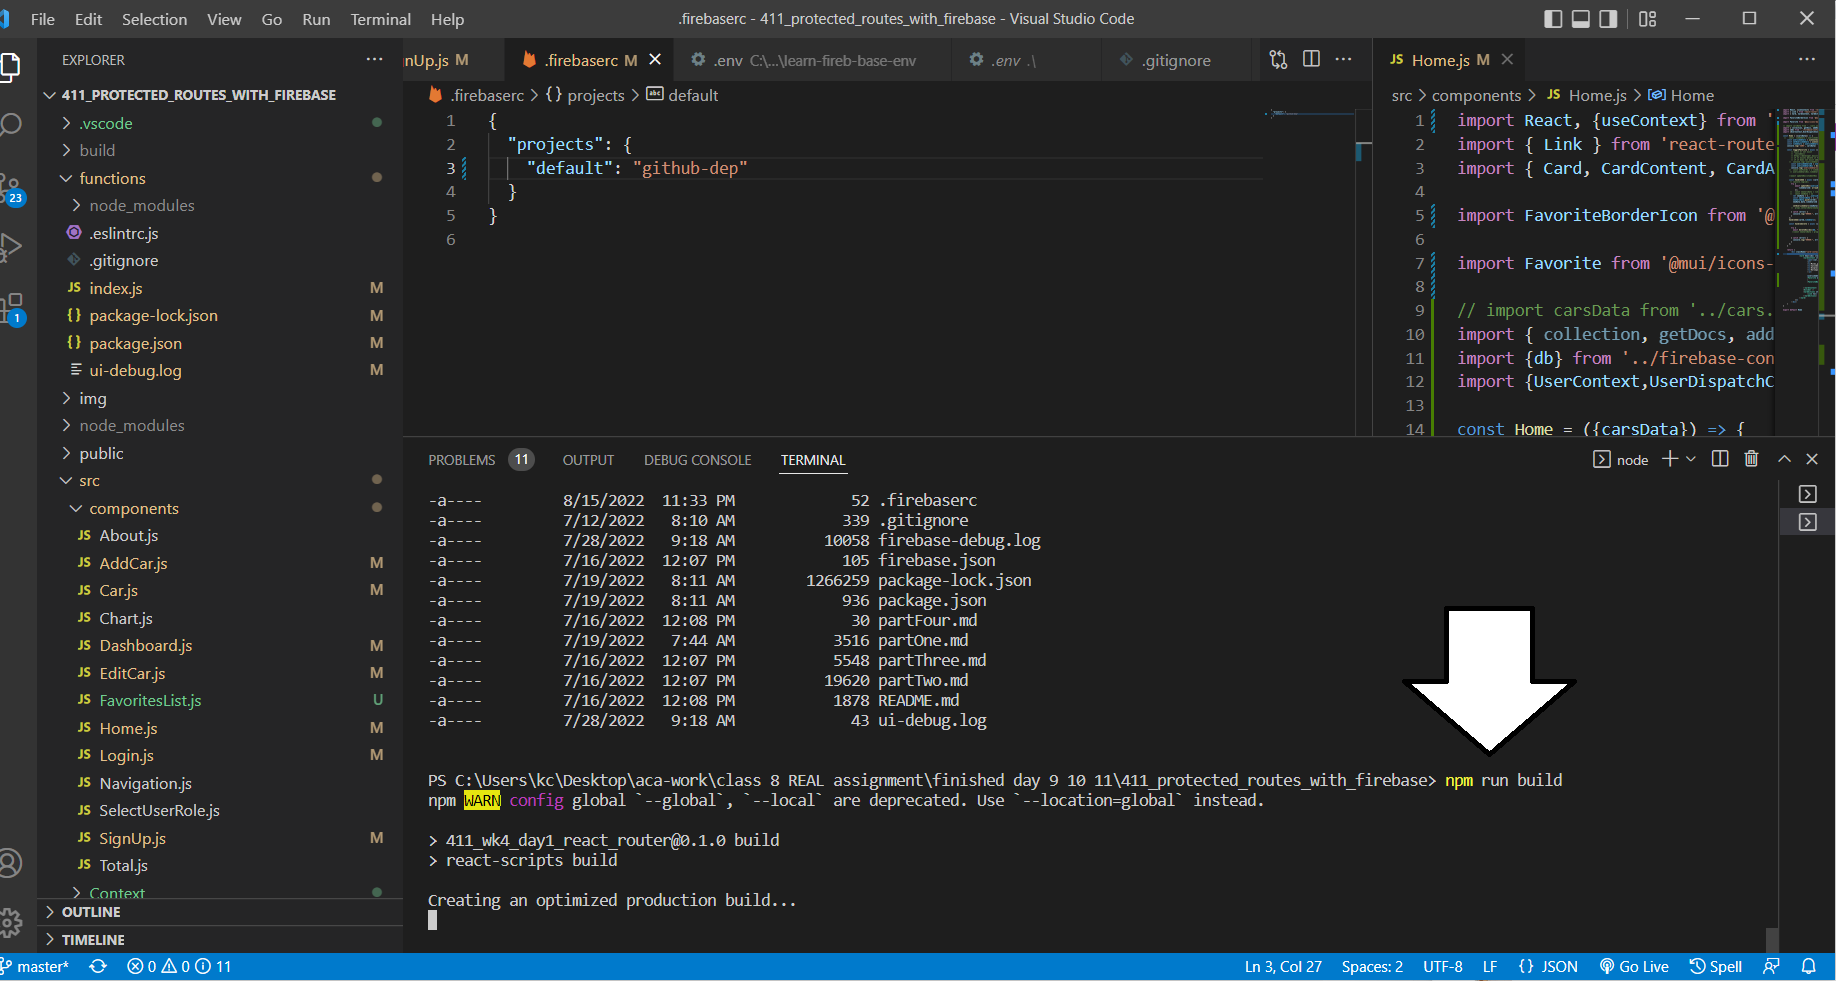 File Edit Selection View Go Run Terminal Help .firebaserc - 411_protected_routes_with_firebase - Visual Studio Code
EXPLORER
411_PROTECTED_ROUTES_WITH_FIREBASE
.vscode
build
functions
node_modules
.eslintrc.js
.gitignore
JS index.js M
{} package-lock.json M
{} package.json M
ui-debug.log M
img
node_modules
public
src
components
JS About.js
JS AddCar.js M
JS Car.js M
JS Chart.js
JS Dashboard.js M
JS EditCar.js M
JS FavoritesList.js U
JS Home.js M
JS Login.js M
JS Navigation.js
JS SelectUserRole.js
JS SignUp.js M
JS Total.js
Context
OUTLINE
TIMELINE
23
1
nUp.js M .firebaserc M .env C:\...\learn-fireb-base-env .env .\ .gitignore
.firebaserc > {} projects > abc default
1 {
2 "projects": {
3 "default": "github-dep"
4 }
5 }
6
JS Home.js M
src > components > JS Home.js > Home
1 import React, {useContext} from '
2 import { Link } from 'react-route
3 import { Card, CardContent, CardA
4
5 import FavoriteBorderIcon from '@
6
7 import Favorite from '@mui/icons-
8
9 // import carsData from '../cars.
10 import { collection, getDocs, add
11 import {db} from '../firebase-con
12 import {UserContext,UserDispatchC
13
14 const Home = ({carsData}) => {
PROBLEMS 11 OUTPUT DEBUG CONSOLE TERMINAL node
-a---- 8/15/2022 11:33 PM 52 .firebaserc
-a---- 7/12/2022 8:10 AM 339 .gitignore
-a---- 7/28/2022 9:18 AM 10058 firebase-debug.log
-a---- 7/16/2022 12:07 PM 105 firebase.json
-a---- 7/19/2022 8:11 AM 1266259 package-lock.json
-a---- 7/19/2022 8:11 AM 936 package.json
-a---- 7/16/2022 12:08 PM 30 partFour.md
-a---- 7/19/2022 7:44 AM 3516 partOne.md
-a---- 7/16/2022 12:07 PM 5548 partThree.md
-a---- 7/16/2022 12:07 PM 19620 partTwo.md
-a---- 7/16/2022 12:08 PM 1878 README.md
-a---- 7/28/2022 9:18 AM 43 ui-debug.log
PS C:\Users\kc\Desktop\aca-work\class 8 REAL assignment\finished day 9 10 11\411_protected_routes_with_firebase> npm run build
npm WARN config global `--global`, `--local` are deprecated. Use `--location=global` instead.
> 411_wk4_day1_react_router@0.1.0 build
> react-scripts build
Creating an optimized production build...
master* 0 0 11 Ln 3, Col 27 Spaces: 2 UTF-8 LF {} JSON Go Live Spell